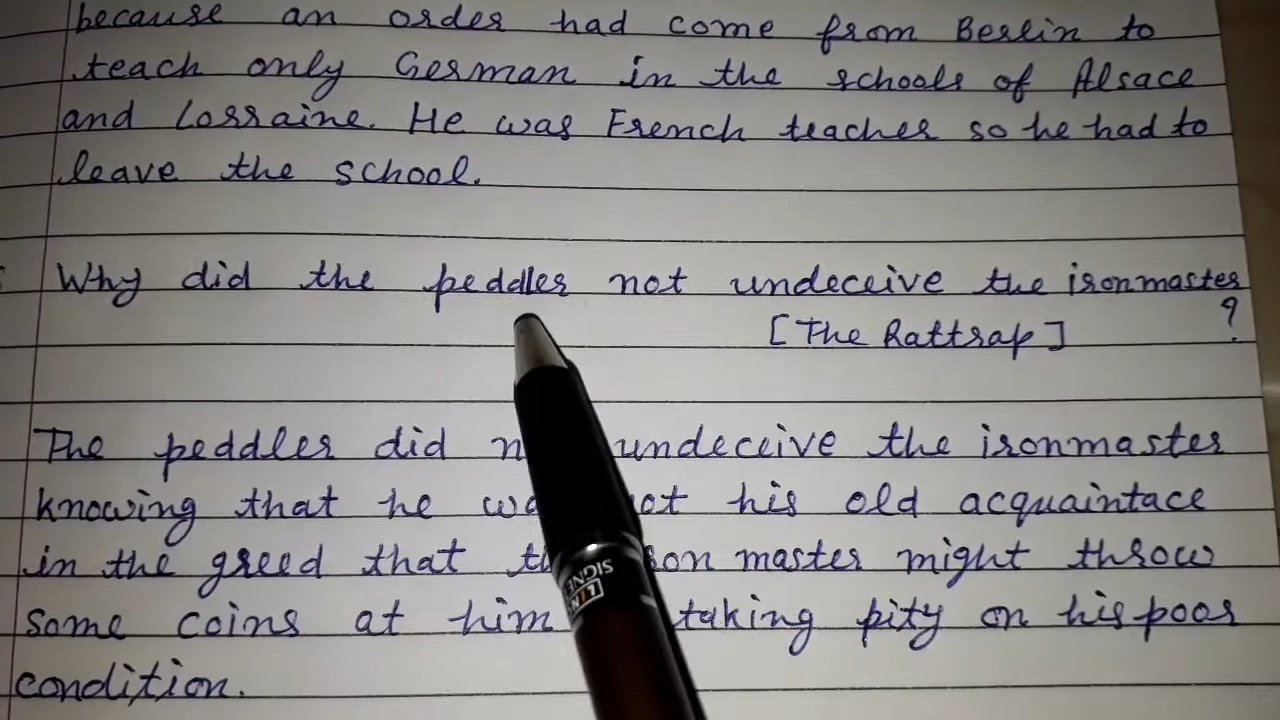 because an order had come from Berlin to
teach only German in the schools of Alsace
and Lorraine. He was French teacher so he had to
leave the school.
Why did the peddler not undeceive the ironmaster
?
[The Rattrap]
The peddler did undeceive the ironmaster
knowing that he his old acquaintace
in the greed that master might throw
some coins at him taking pity on his poor
condition.